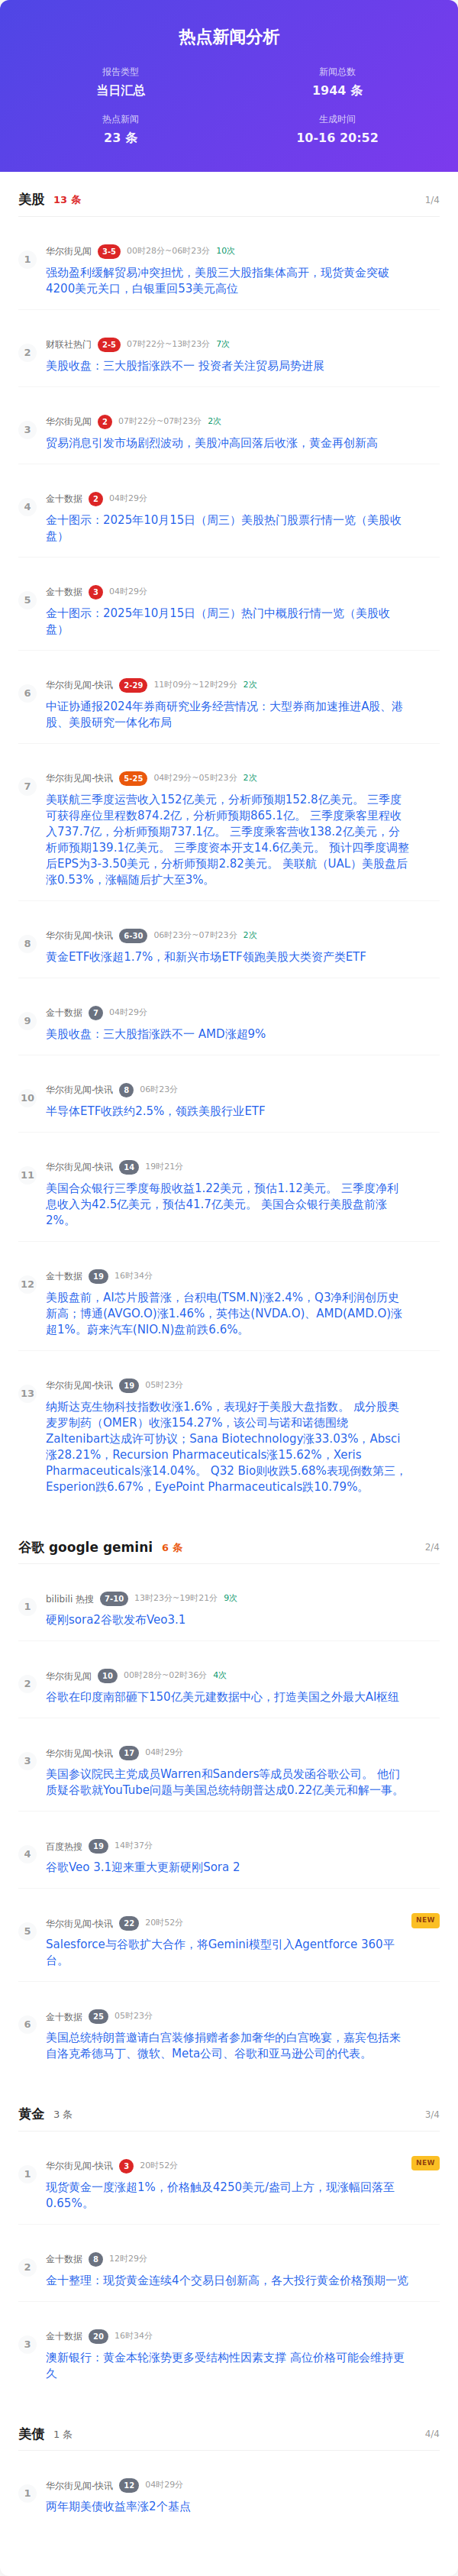 热点新闻分析
报告类型
当日汇总
新闻总数
1944 条
热点新闻
23 条
生成时间
10-16 20:52
美股 13 条 1/4
1
华尔街见闻 3-5 00时28分~06时23分 10次
强劲盈利缓解贸易冲突担忧，美股三大股指集体高开，现货黄金突破
4200美元关口，白银重回53美元高位
2
财联社热门 2-5 07时22分~13时23分 7次
美股收盘：三大股指涨跌不一 投资者关注贸易局势进展
3
华尔街见闻 2 07时22分~07时23分 2次
贸易消息引发市场剧烈波动，美股冲高回落后收涨，黄金再创新高
4
金十数据 2 04时29分
金十图示：2025年10月15日（周三）美股热门股票行情一览（美股收
盘）
5
金十数据 3 04时29分
金十图示：2025年10月15日（周三）热门中概股行情一览（美股收
盘）
6
华尔街见闻-快讯 2-29 11时09分~12时29分 2次
中证协通报2024年券商研究业务经营情况：大型券商加速推进A股、港
股、美股研究一体化布局
7
华尔街见闻-快讯 5-25 04时29分~05时23分 2次
美联航三季度运营收入152亿美元，分析师预期152.8亿美元。 三季度
可获得座位里程数874.2亿，分析师预期865.1亿。 三季度乘客里程收
入737.7亿，分析师预期737.1亿。 三季度乘客营收138.2亿美元，分
析师预期139.1亿美元。 三季度资本开支14.6亿美元。 预计四季度调整
后EPS为3-3.50美元，分析师预期2.82美元。 美联航（UAL）美股盘后
涨0.53%，涨幅随后扩大至3%。
8
华尔街见闻-快讯 6-30 06时23分~07时23分 2次
黄金ETF收涨超1.7%，和新兴市场ETF领跑美股大类资产类ETF
9
金十数据 7 04时29分
美股收盘：三大股指涨跌不一 AMD涨超9%
10
华尔街见闻-快讯 8 06时23分
半导体ETF收跌约2.5%，领跌美股行业ETF
11
华尔街见闻-快讯 14 19时21分
美国合众银行三季度每股收益1.22美元，预估1.12美元。 三季度净利
息收入为42.5亿美元，预估41.7亿美元。 美国合众银行美股盘前涨
2%。
12
金十数据 19 16时34分
美股盘前，AI芯片股普涨，台积电(TSM.N)涨2.4%，Q3净利润创历史
新高；博通(AVGO.O)涨1.46%，英伟达(NVDA.O)、AMD(AMD.O)涨
超1%。蔚来汽车(NIO.N)盘前跌6.6%。
13
华尔街见闻-快讯 19 05时23分
纳斯达克生物科技指数收涨1.6%，表现好于美股大盘指数。 成分股奥
麦罗制药（OMER）收涨154.27%，该公司与诺和诺德围绕
Zaltenibart达成许可协议；Sana Biotechnology涨33.03%，Absci
涨28.21%，Recursion Pharmaceuticals涨15.62%，Xeris
Pharmaceuticals涨14.04%。 Q32 Bio则收跌5.68%表现倒数第三，
Esperion跌6.67%，EyePoint Pharmaceuticals跌10.79%。
谷歌 google gemini 6 条 2/4
1
bilibili 热搜 7-10 13时23分~19时21分 9次
硬刚sora2谷歌发布Veo3.1
2
华尔街见闻 10 00时28分~02时36分 4次
谷歌在印度南部砸下150亿美元建数据中心，打造美国之外最大AI枢纽
3
华尔街见闻-快讯 17 04时29分
美国参议院民主党成员Warren和Sanders等成员发函谷歌公司。 他们
质疑谷歌就YouTube问题与美国总统特朗普达成0.22亿美元和解一事。
4
百度热搜 19 14时37分
谷歌Veo 3.1迎来重大更新硬刚Sora 2
5
华尔街见闻-快讯 22 20时52分 NEW
Salesforce与谷歌扩大合作，将Gemini模型引入Agentforce 360平
台。
6
金十数据 25 05时23分
美国总统特朗普邀请白宫装修捐赠者参加奢华的白宫晚宴，嘉宾包括来
自洛克希德马丁、微软、Meta公司、谷歌和亚马逊公司的代表。
黄金 3 条 3/4
1
华尔街见闻-快讯 3 20时52分 NEW
现货黄金一度涨超1%，价格触及4250美元/盎司上方，现涨幅回落至
0.65%。
2
金十数据 8 12时29分
金十整理：现货黄金连续4个交易日创新高，各大投行黄金价格预期一览
3
金十数据 20 16时34分
澳新银行：黄金本轮涨势更多受结构性因素支撑 高位价格可能会维持更
久
美债 1 条 4/4
1
华尔街见闻-快讯 12 04时29分
两年期美债收益率涨2个基点